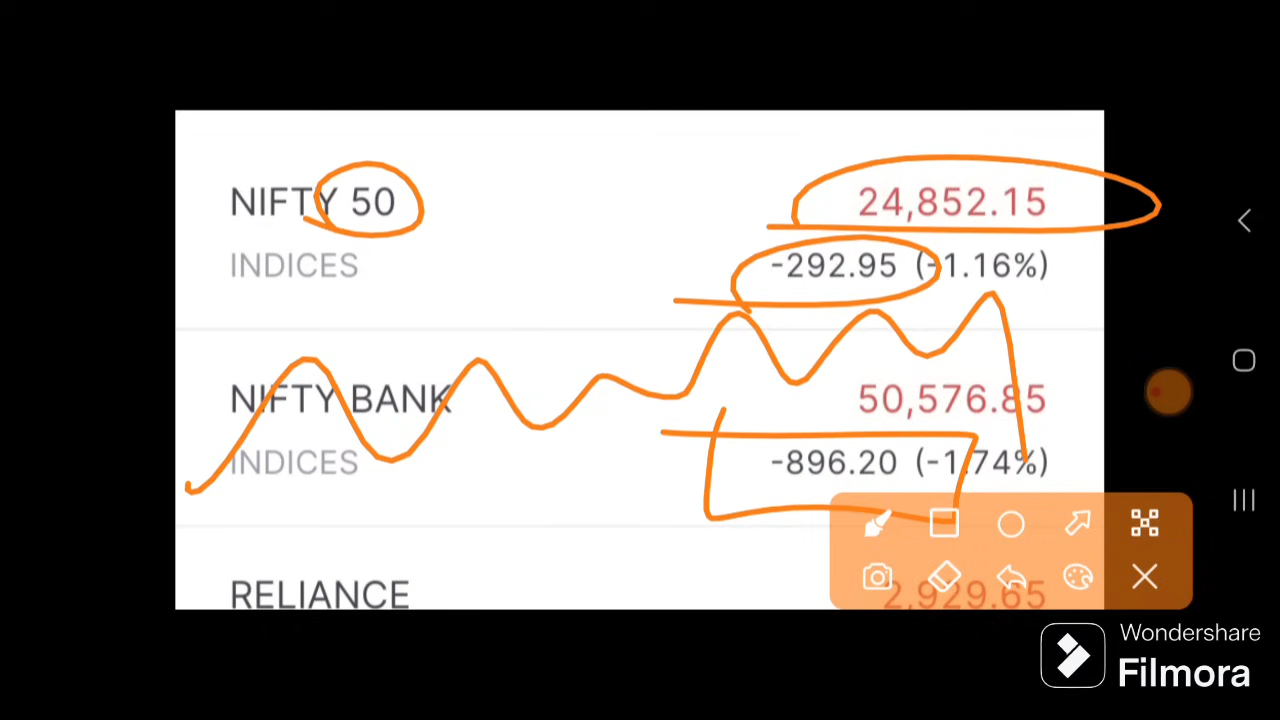 NIFTY 50 24,852.15
INDICES -292.95 (-1.16%)
NIFTY BANK 50,576.85
INDICES -896.20 (-1.74%)
RELIANCE 2,929.65
Wondershare
Filmora